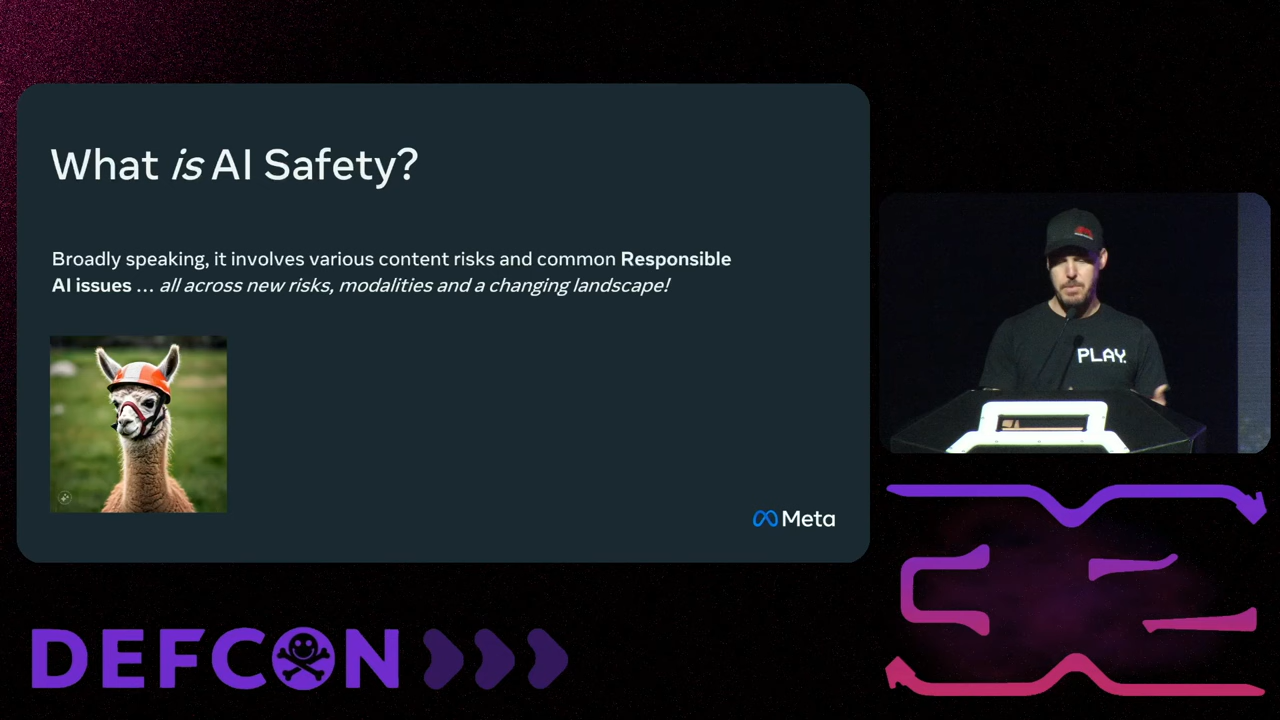 What is AI Safety?
Broadly speaking, it involves various content risks and common Responsible
AI issues ... all across new risks, modalities and a changing landscape!
Meta
PLAY.
DEFCON